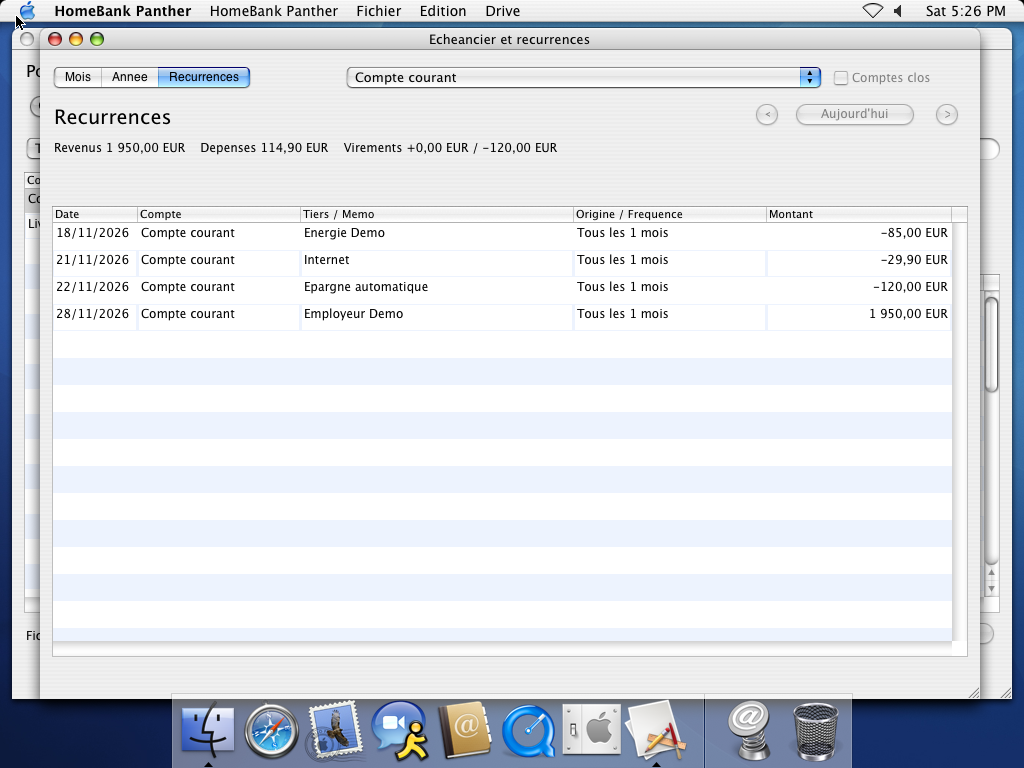 HomeBank Panther HomeBank Panther Fichier Edition Drive Sat 5:26 PM
Echeancier et recurrences
Mois Annee Recurrences Compte courant Comptes clos
Recurrences < Aujourd'hui >
Revenus 1 950,00 EUR Depenses 114,90 EUR Virements +0,00 EUR / -120,00 EUR
Date Compte Tiers / Memo Origine / Frequence Montant
18/11/2026 Compte courant Energie Demo Tous les 1 mois -85,00 EUR
21/11/2026 Compte courant Internet Tous les 1 mois -29,90 EUR
22/11/2026 Compte courant Epargne automatique Tous les 1 mois -120,00 EUR
28/11/2026 Compte courant Employeur Demo Tous les 1 mois 1 950,00 EUR